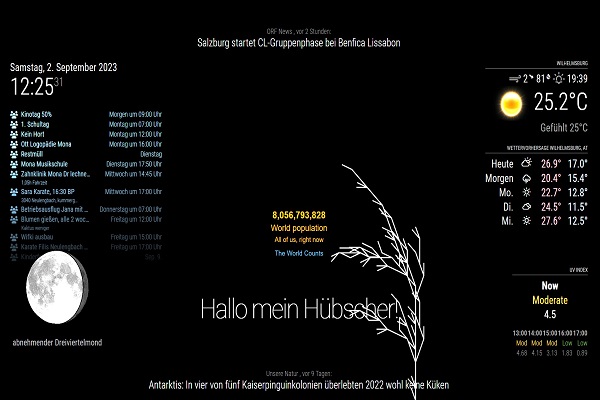 ORF News , vor 2 Stunden:
Salzburg startet CL-Gruppenphase bei Benfica Lissabon
Samstag, 2. September 2023
12:25 31
Kinotag 50% Morgen um 09:00 Uhr
1. Schultag Montag um 07:00 Uhr
Kein Hort Montag um 12:00 Uhr
Ott Logopädie Mona Montag um 16:00 Uhr
Restmüll Dienstag
Mona Musikschule Dienstag um 17:50 Uhr
Zahnklinik Mona Dr lechne... Mittwoch um 14:45 Uhr
1,05h Fahrzeit
Sara Karate, 16:30 BP Mittwoch um 17:00 Uhr
3040 Neulengbach, kummerg...
Betriebsausflug Jana mit ... Donnerstag um 07:00 Uhr
Blumen gießen, alle 2 woc... Freitag um 12:00 Uhr
Kaktus weniger
Wifki ausbau Freitag um 15:00 Uhr
Karate Filis Neulengbach ... Freitag um 17:00 Uhr
abnehmender Dreiviertelmond
8,056,793,828
World population
All of us, right now
The World Counts
Hallo mein Hübscher!
WILHELMSBURG
2 81 19:39
25.2°C
Gefühlt 25°C
WETTERVORHERSAGE WILHELMSBURG, AT
Heute 26.9° 17.0°
Morgen 20.4° 15.4°
Mo. 22.7° 12.8°
Di. 24.5° 11.5°
Mi. 27.6° 12.5°
UV INDEX
Now
Moderate
4.5
13:00 14:00 15:00 16:00 17:00
Mod Mod Mod Low Low
4.68 4.15 3.13 1.83 0.89
Unsere Natur , vor 9 Tagen:
Antarktis: In vier von fünf Kaiserpinguinkolonien überlebten 2022 wohl keine Küken